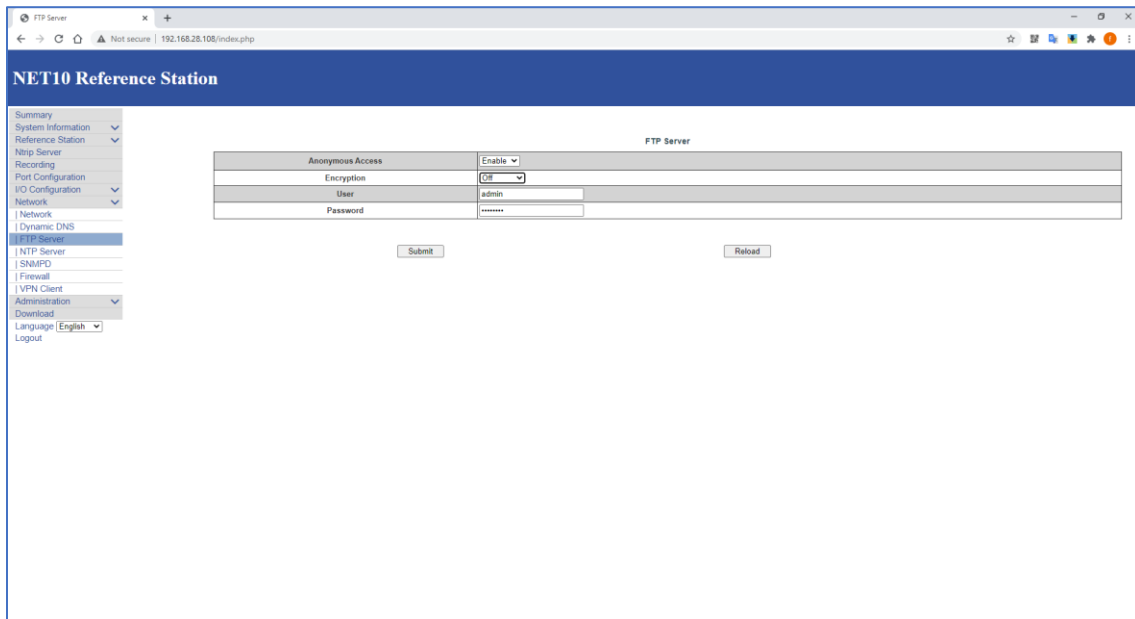 FTP Server
Not secure | 192.168.28.108/index.php
NET10 Reference Station
Summary
System Information
Reference Station
Ntrip Server
Recording
Port Configuration
I/O Configuration
Network
| Network
| Dynamic DNS
| FTP Server
| NTP Server
| SNMPD
| Firewall
| VPN Client
Administration
Download
Language English
Logout
FTP Server
Anonymous Access Enable
Encryption Off
User admin
Password ••••••••
Submit Reload